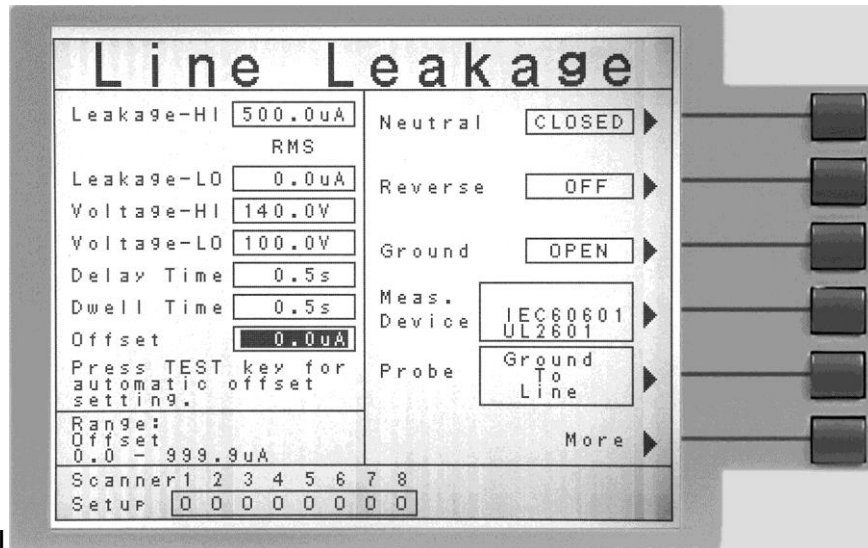 Line Leakage
Leakage-HI 500.0uA
RMS
Leakage-LO 0.0uA
Voltage-HI 140.0V
Voltage-LO 100.0V
Delay Time 0.5s
Dwell Time 0.5s
Offset 0.0uA
Press TEST key for
automatic offset
setting.
Range:
Offset
0.0 - 999.9uA
Neutral CLOSED
Reverse OFF
Ground OPEN
Meas.
Device IEC60601
UL2601
Probe Ground
To
Line
More
Scanner 1 2 3 4 5 6 7 8
Setup 0 0 0 0 0 0 0 0